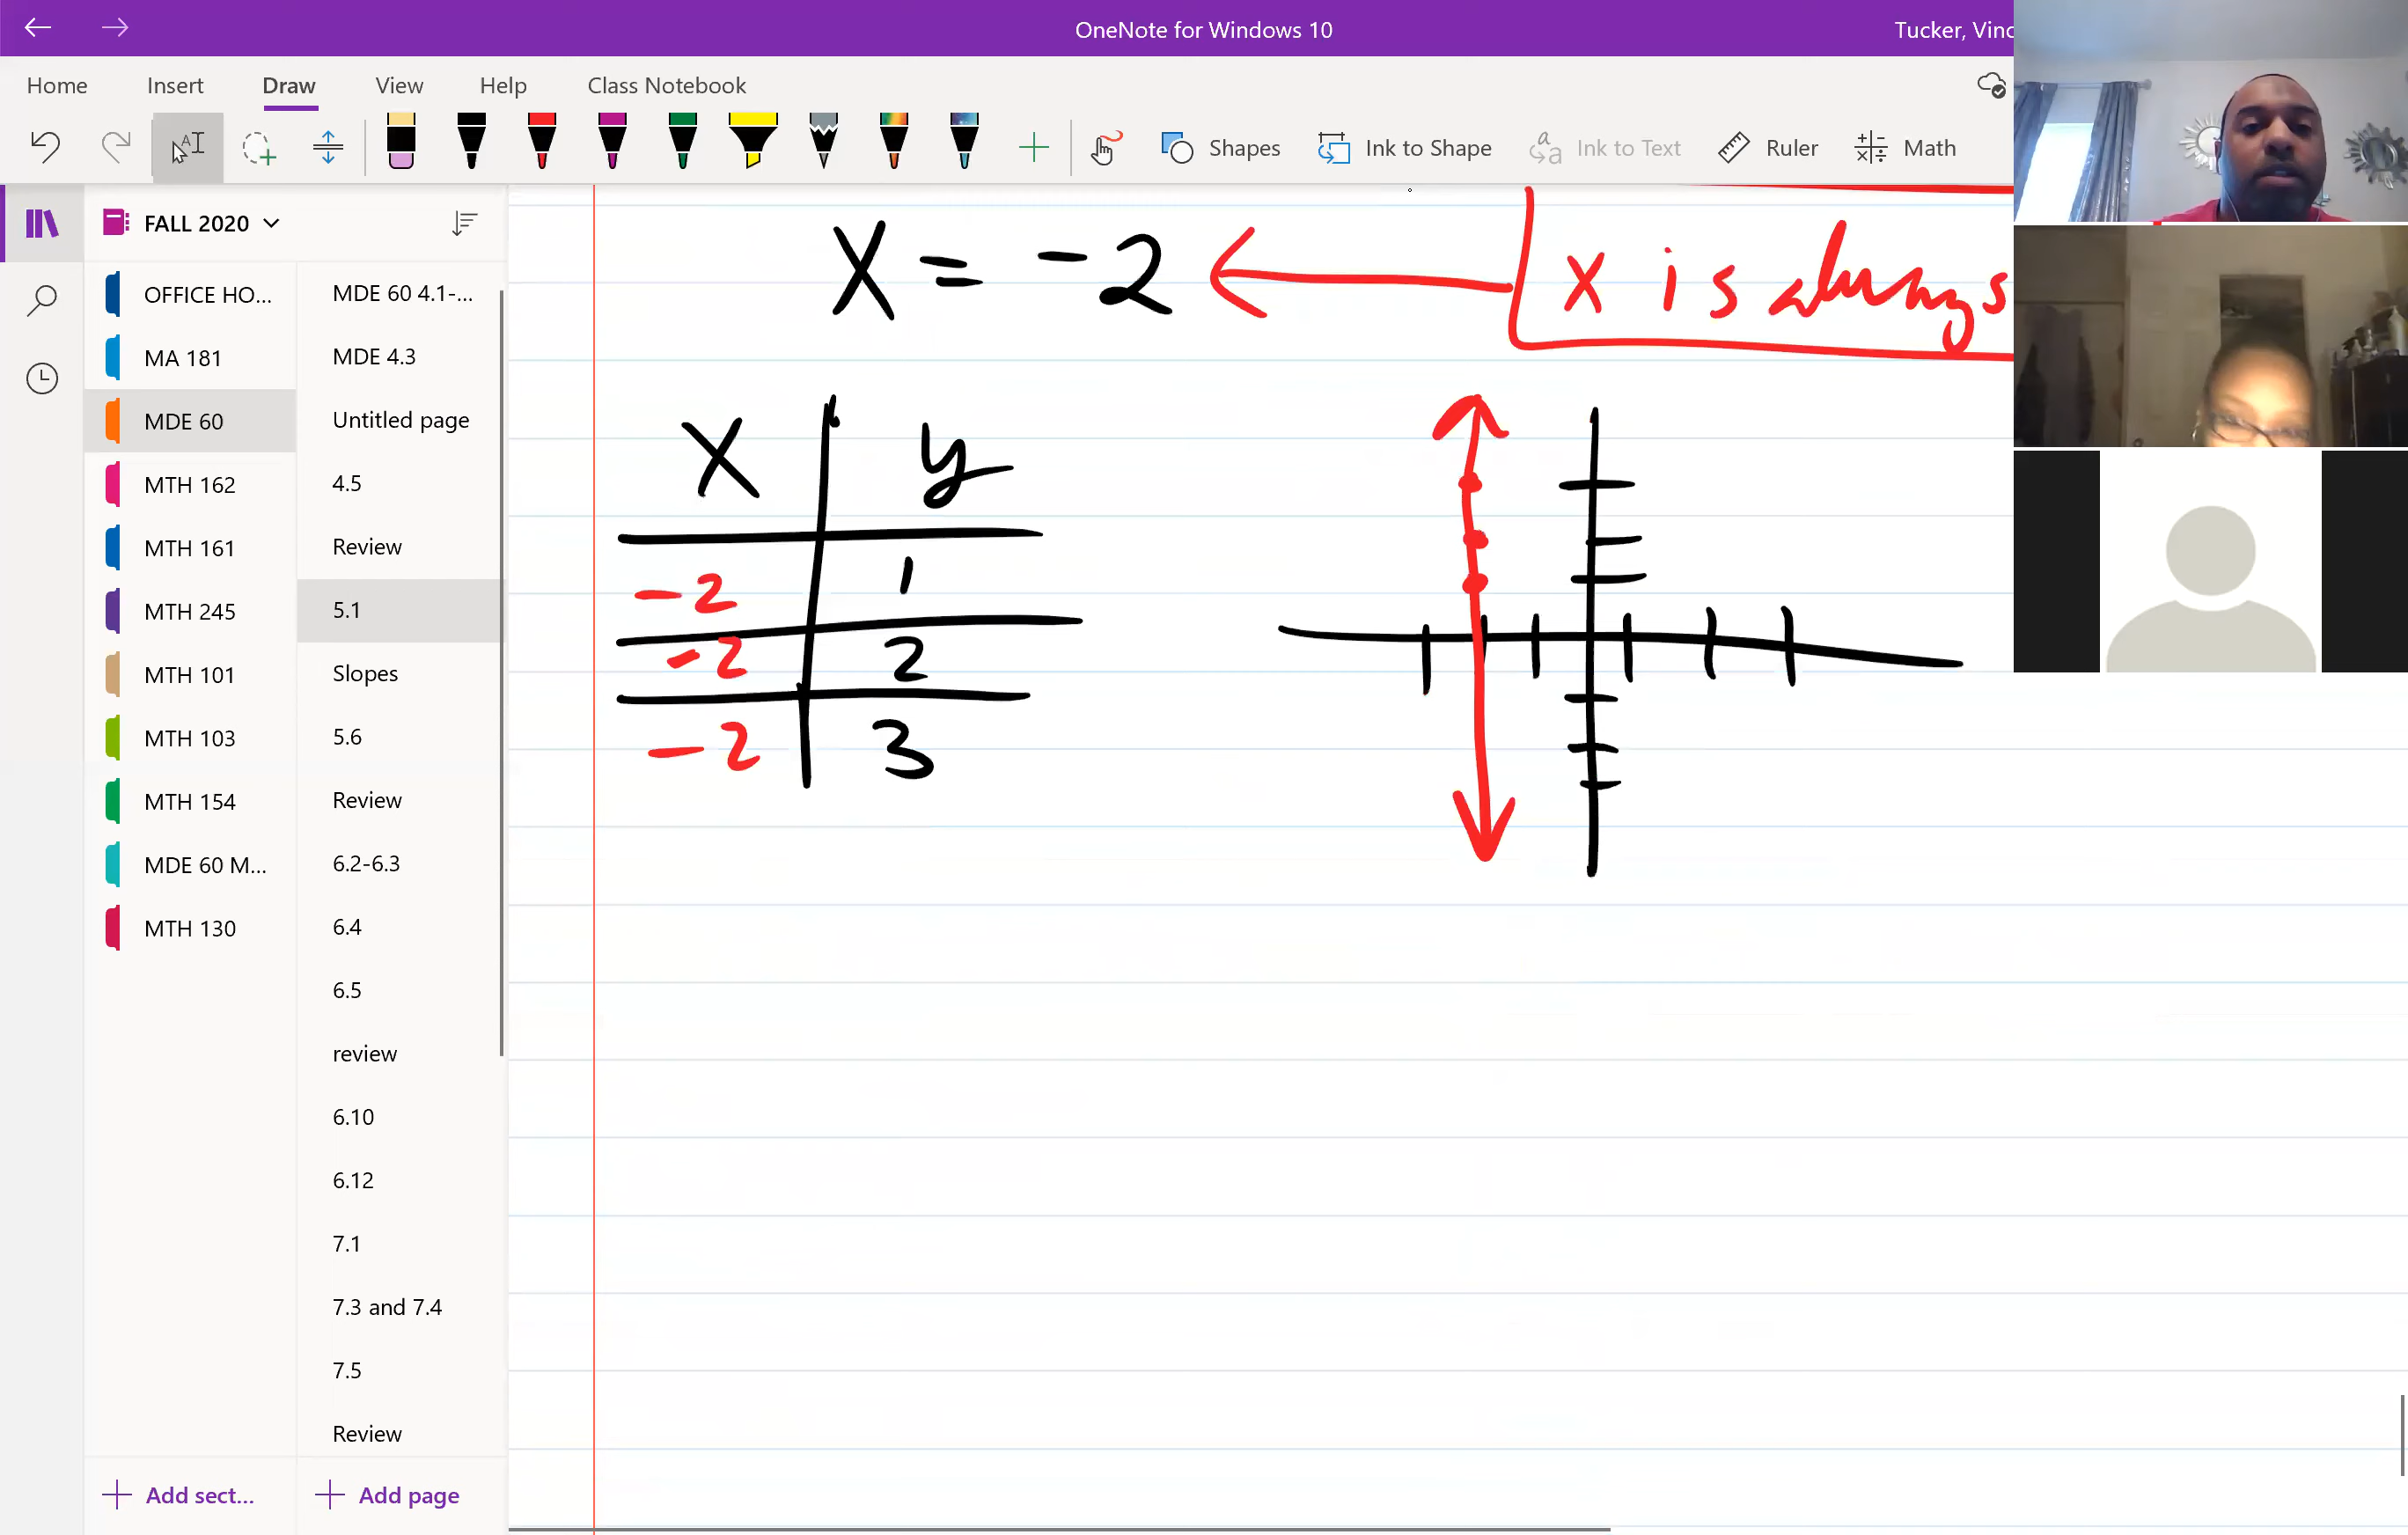 OneNote for Windows 10
Tucker, Vinc
Home Insert Draw View Help Class Notebook
Shapes Ink to Shape Ink to Text Ruler Math
FALL 2020
OFFICE HO...
MA 181
MDE 60
MTH 162
MTH 161
MTH 245
MTH 101
MTH 103
MTH 154
MDE 60 M...
MTH 130
Add sect...
MDE 60 4.1-...
MDE 4.3
Untitled page
4.5
Review
5.1
Slopes
5.6
Review
6.2-6.3
6.4
6.5
review
6.10
6.12
7.1
7.3 and 7.4
7.5
Review
Add page
X = -2
x is always
X y
-2 1
-2 2
-2 3